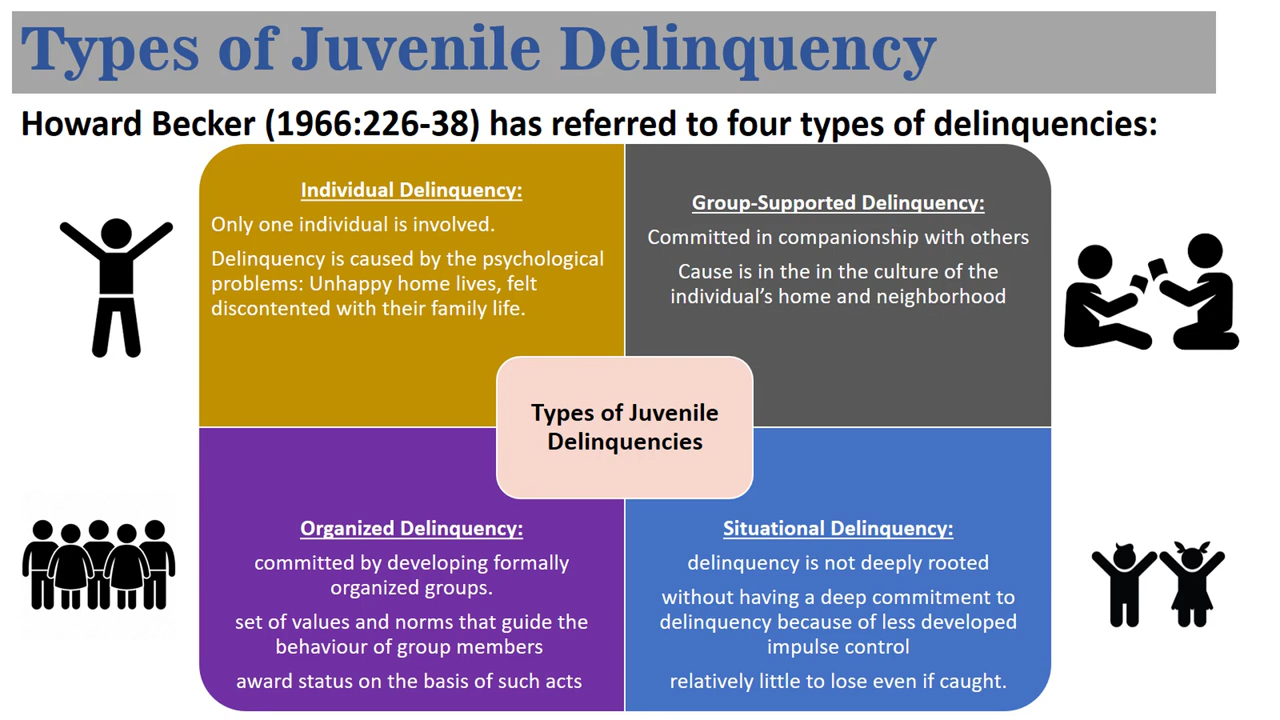 Types of Juvenile Delinquency
Howard Becker (1966:226-38) has referred to four types of delinquencies:
Individual Delinquency:
Only one individual is involved.
Delinquency is caused by the psychological
problems: Unhappy home lives, felt
discontented with their family life.
Group-Supported Delinquency:
Committed in companionship with others
Cause is in the in the culture of the
individual's home and neighborhood
Types of Juvenile
Delinquencies
Organized Delinquency:
committed by developing formally
organized groups.
set of values and norms that guide the
behaviour of group members
award status on the basis of such acts
Situational Delinquency:
delinquency is not deeply rooted
without having a deep commitment to
delinquency because of less developed
impulse control
relatively little to lose even if caught.